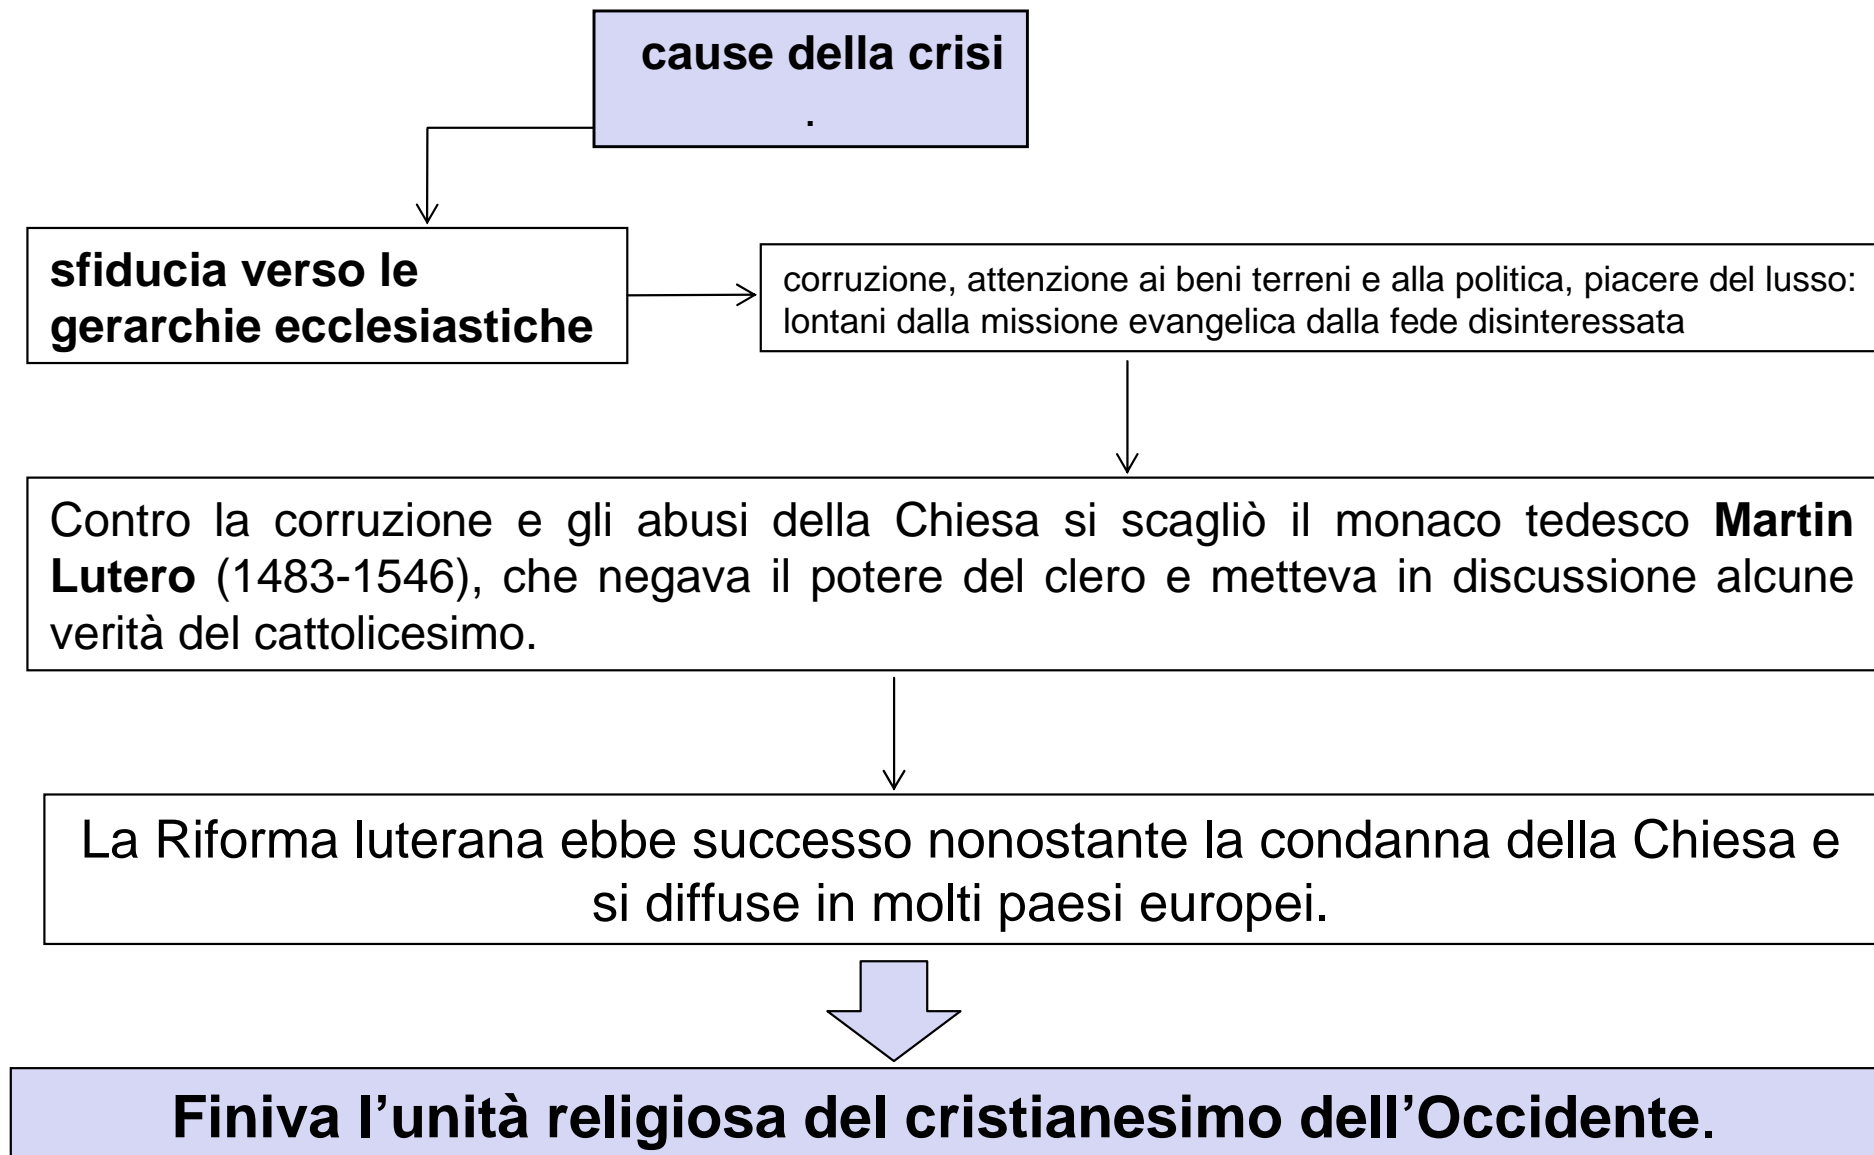 cause della crisi
.
sfiducia verso le
gerarchie ecclesiastiche
corruzione, attenzione ai beni terreni e alla politica, piacere del lusso:
lontani dalla missione evangelica dalla fede disinteressata
Contro la corruzione e gli abusi della Chiesa si scagliò il monaco tedesco Martin
Lutero (1483-1546), che negava il potere del clero e metteva in discussione alcune
verità del cattolicesimo.
La Riforma luterana ebbe successo nonostante la condanna della Chiesa e
si diffuse in molti paesi europei.
Finiva l’unità religiosa del cristianesimo dell’Occidente.